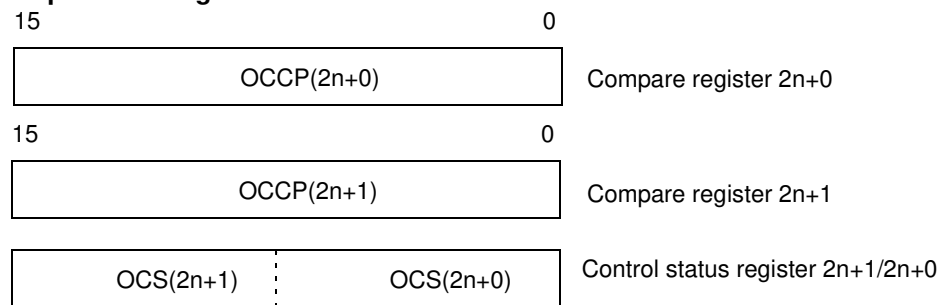 15 0
OCCP(2n+0) Compare register 2n+0
15 0
OCCP(2n+1) Compare register 2n+1
OCS(2n+1) OCS(2n+0) Control status register 2n+1/2n+0